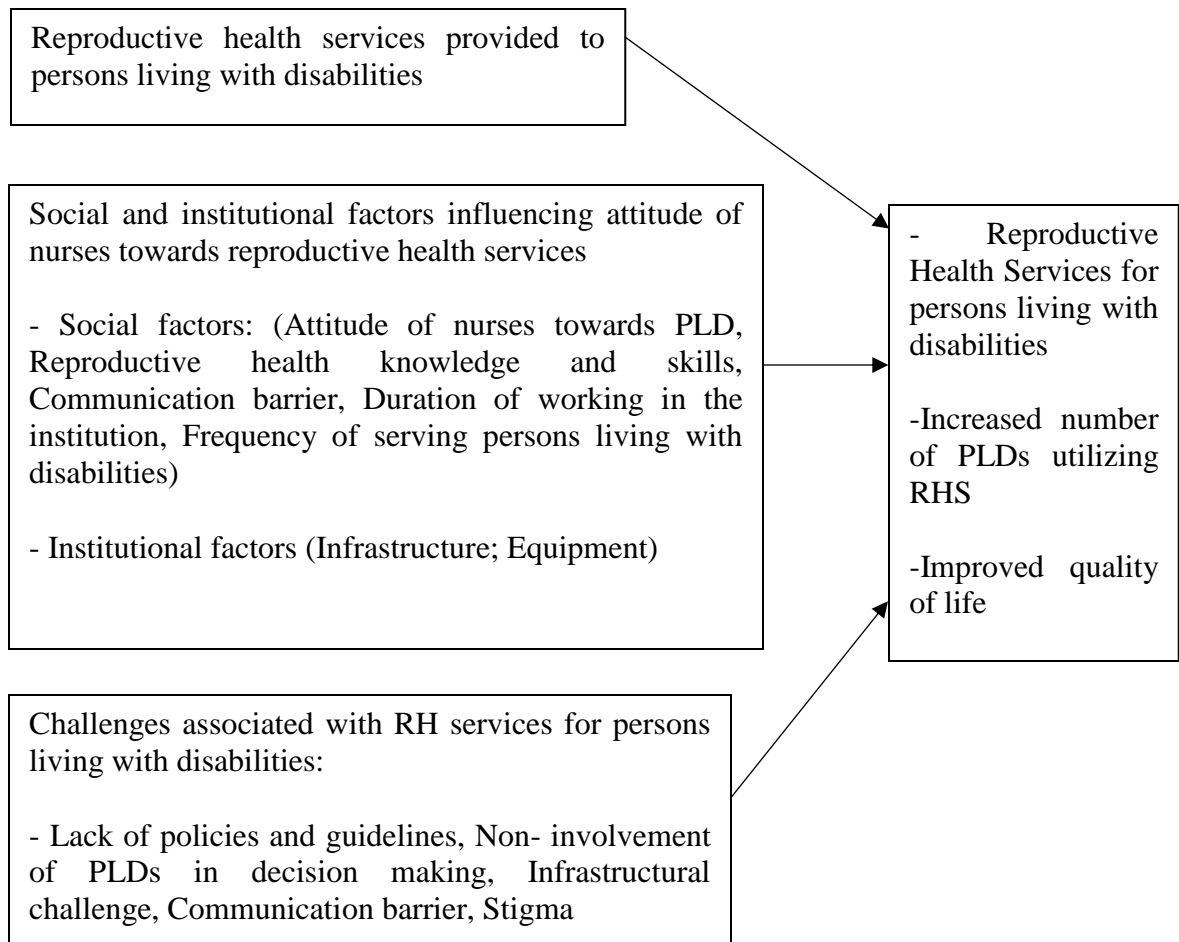 Reproductive health services provided to
persons living with disabilities
Social and institutional factors influencing attitude of
nurses towards reproductive health services
- Social factors: (Attitude of nurses towards PLD,
Reproductive health knowledge and skills,
Communication barrier, Duration of working in the
institution, Frequency of serving persons living with
disabilities)
- Institutional factors (Infrastructure; Equipment)
Challenges associated with RH services for persons
living with disabilities:
- Lack of policies and guidelines, Non- involvement
of PLDs in decision making, Infrastructural
challenge, Communication barrier, Stigma
- Reproductive
Health Services for
persons living with
disabilities
-Increased number
of PLDs utilizing
RHS
-Improved quality
of life